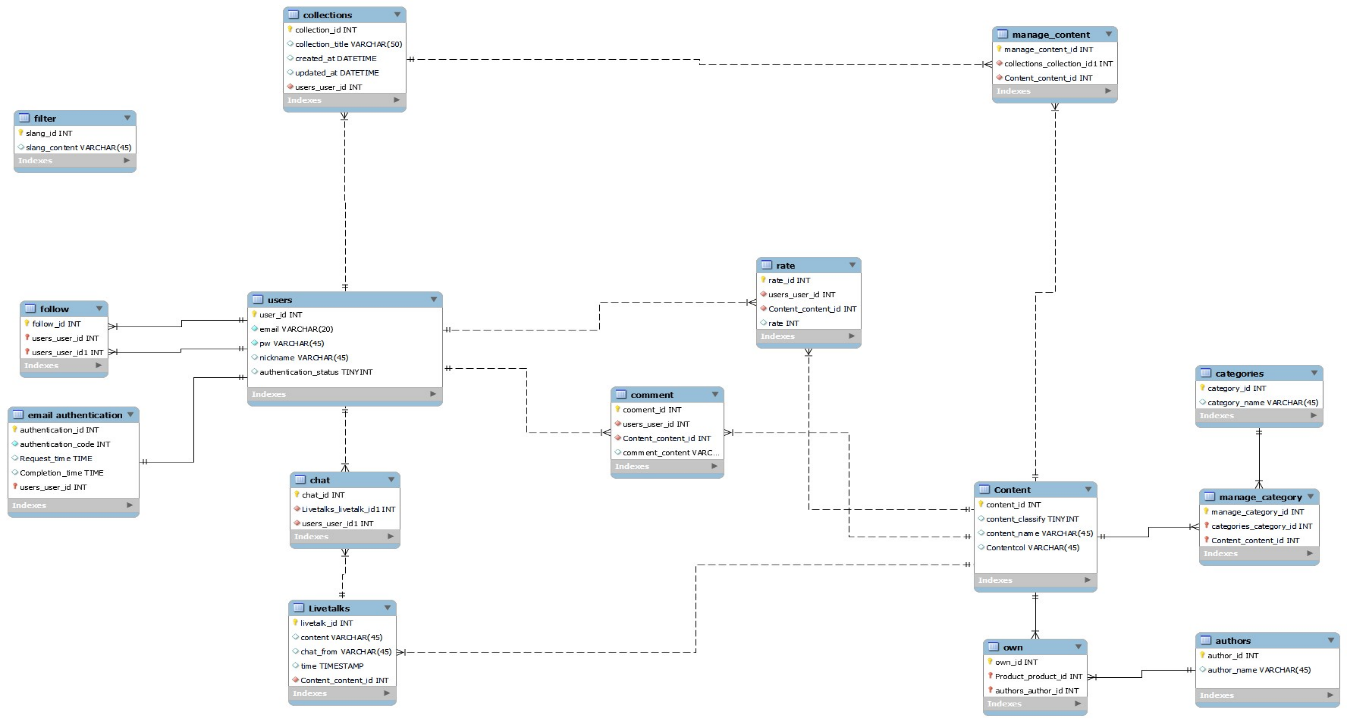 collections
collection_id INT
collection_title VARCHAR(50)
created_at DATETIME
updated_at DATETIME
users_user_id INT
Indexes
manage_content
manage_content_id INT
collections_collection_id1 INT
Content_content_id INT
Indexes
filter
slang_id INT
slang_content VARCHAR(45)
Indexes
follow
follow_id INT
users_user_id INT
users_user_id1 INT
Indexes
users
user_id INT
email VARCHAR(20)
pw VARCHAR(45)
nickname VARCHAR(45)
authentication_status TINYINT
Indexes
rate
rate_id INT
users_user_id INT
Content_content_id INT
rate INT
Indexes
email authentication
authentication_id INT
authentication_code INT
Request_time TIME
Completion_time TIME
users_user_id INT
Indexes
comment
cooment_id INT
users_user_id INT
Content_content_id INT
comment_content VARC...
Indexes
categories
category_id INT
category_name VARCHAR(45)
Indexes
chat
chat_id INT
Livetalks_livetalk_id1 INT
users_user_id1 INT
Indexes
Content
content_id INT
content_classify TINYINT
content_name VARCHAR(45)
Contentcol VARCHAR(45)
Indexes
manage_category
manage_category_id INT
categories_category_id INT
Content_content_id INT
Indexes
Livetalks
livetalk_id INT
content VARCHAR(45)
chat_from VARCHAR(45)
time TIMESTAMP
Content_content_id INT
Indexes
own
own_id INT
Product_product_id INT
authors_author_id INT
Indexes
authors
author_id INT
author_name VARCHAR(45)
Indexes